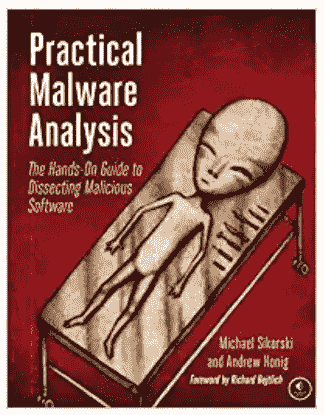 Practical
Malware
Analysis
The Hands-On Guide to
Dissecting Malicious
Software
Michael Sikorski
and Andrew Honig
Foreword by Richard Bejtlich